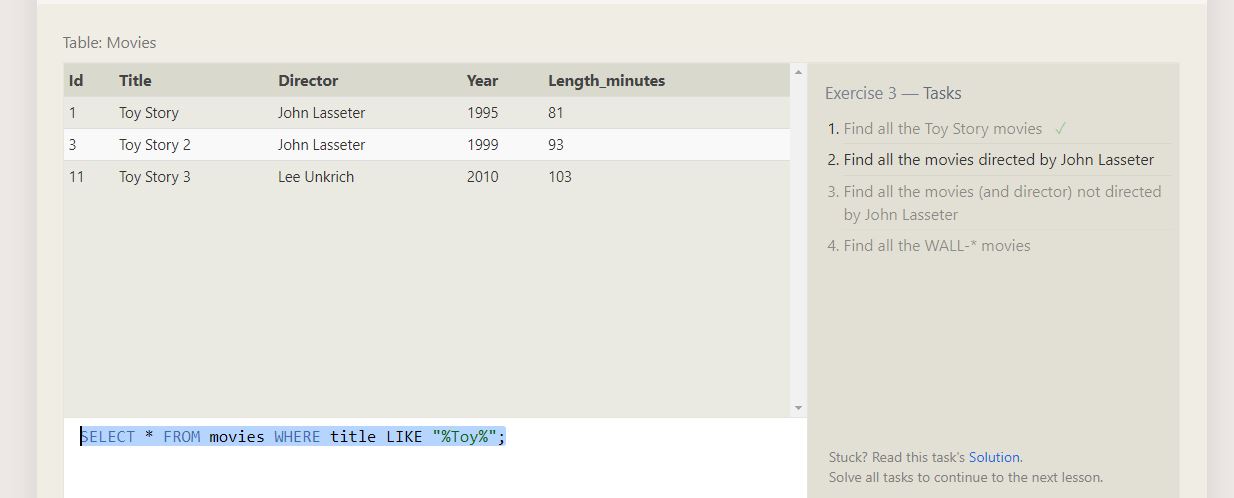 Table: Movies
Id Title Director Year Length_minutes
1 Toy Story John Lasseter 1995 81
3 Toy Story 2 John Lasseter 1999 93
11 Toy Story 3 Lee Unkrich 2010 103
SELECT * FROM movies WHERE title LIKE "%Toy%";
Exercise 3 — Tasks
1. Find all the Toy Story movies ✓
2. Find all the movies directed by John Lasseter
3. Find all the movies (and director) not directed
by John Lasseter
4. Find all the WALL-* movies
Stuck? Read this task's Solution.
Solve all tasks to continue to the next lesson.